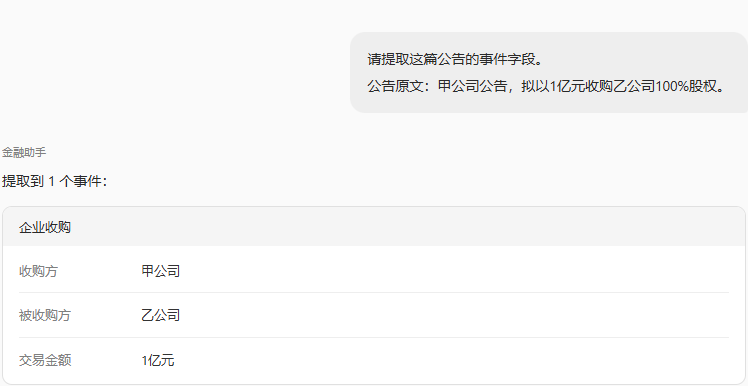 请提取这篇公告的事件字段。
公告原文：甲公司公告，拟以1亿元收购乙公司100%股权。
金融助手
提取到 1 个事件：
企业收购
收购方 甲公司
被收购方 乙公司
交易金额 1亿元